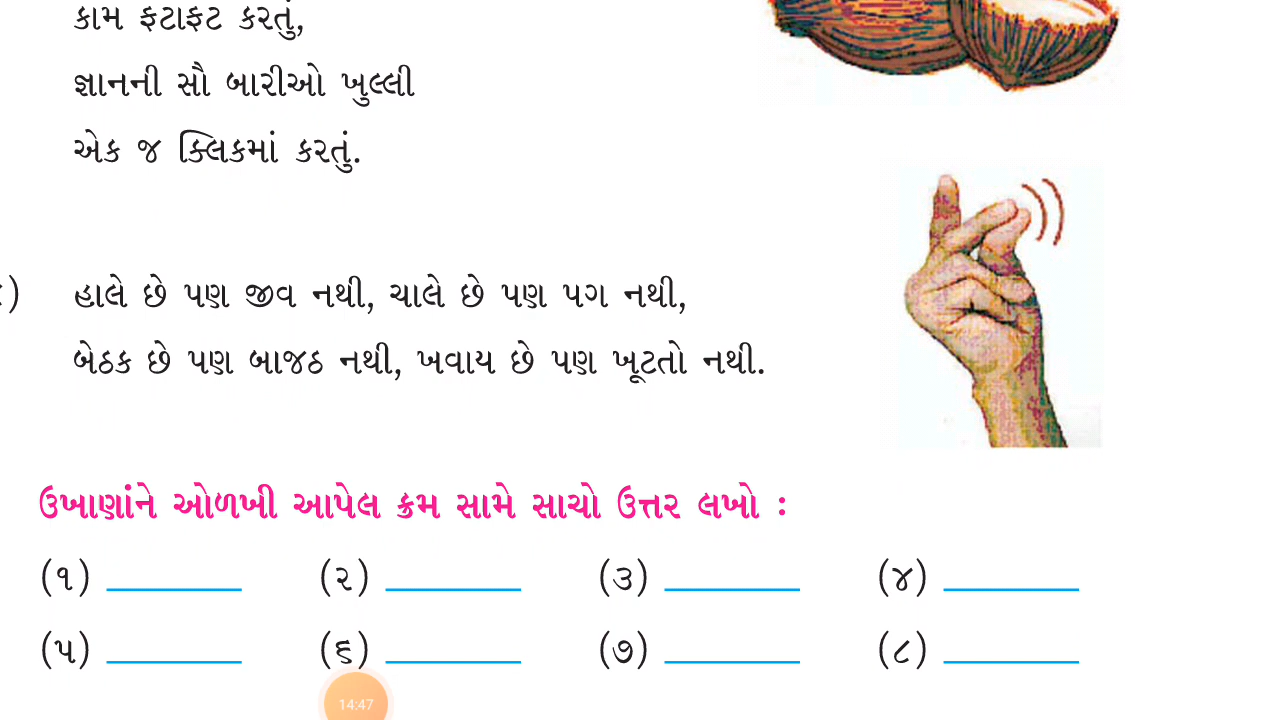 કામ ફટાફટ કરતું,
જ્ઞાનની સૌ બારીઓ ખુલ્લી
એક જ ક્લિકમાં કરતું.
)
હાલે છે પણ જીવ નથી, ચાલે છે પણ પગ નથી,
બેઠક છે પણ બાજઠ નથી, ખવાય છે પણ ખૂટતો નથી.
ઉખાણાંને ઓળખી આપેલ ક્રમ સામે સાચો ઉત્તર લખો :
(૧) (૨) (૩) (૪)
(૫) (૬) (૭) (૮)
14:47